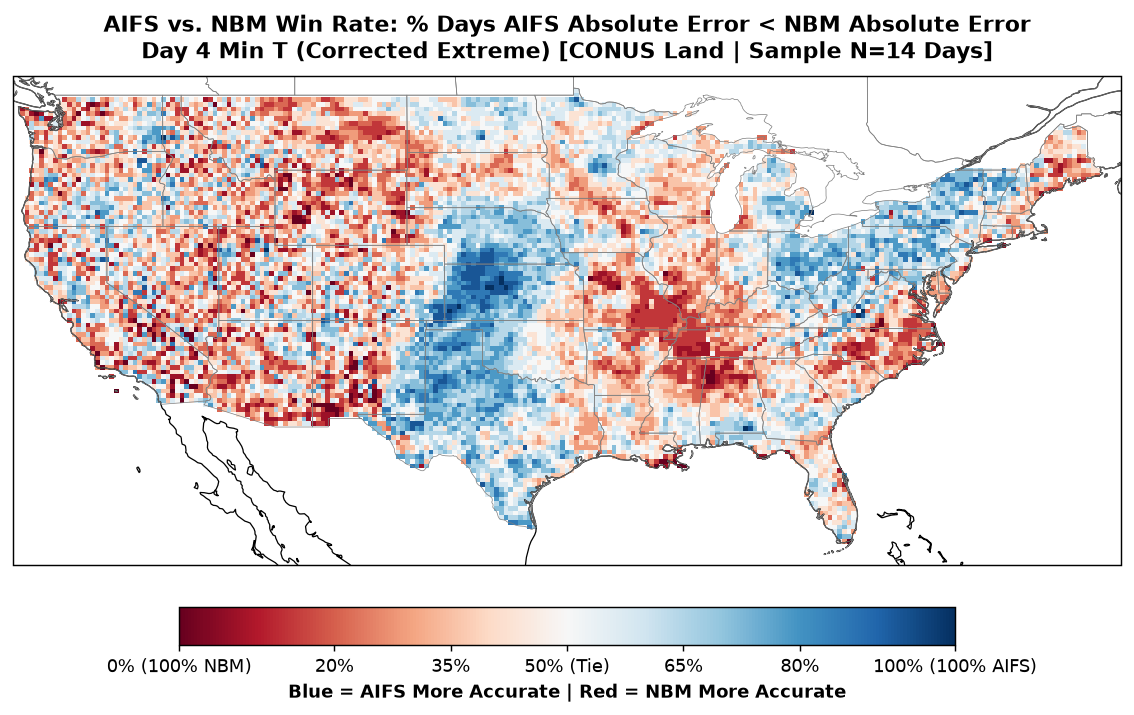 AIFS vs. NBM Win Rate: % Days AIFS Absolute Error < NBM Absolute Error
Day 4 Min T (Corrected Extreme) [CONUS Land | Sample N=14 Days]
0% (100% NBM) 20% 35% 50% (Tie) 65% 80% 100% (100% AIFS)
Blue = AIFS More Accurate | Red = NBM More Accurate